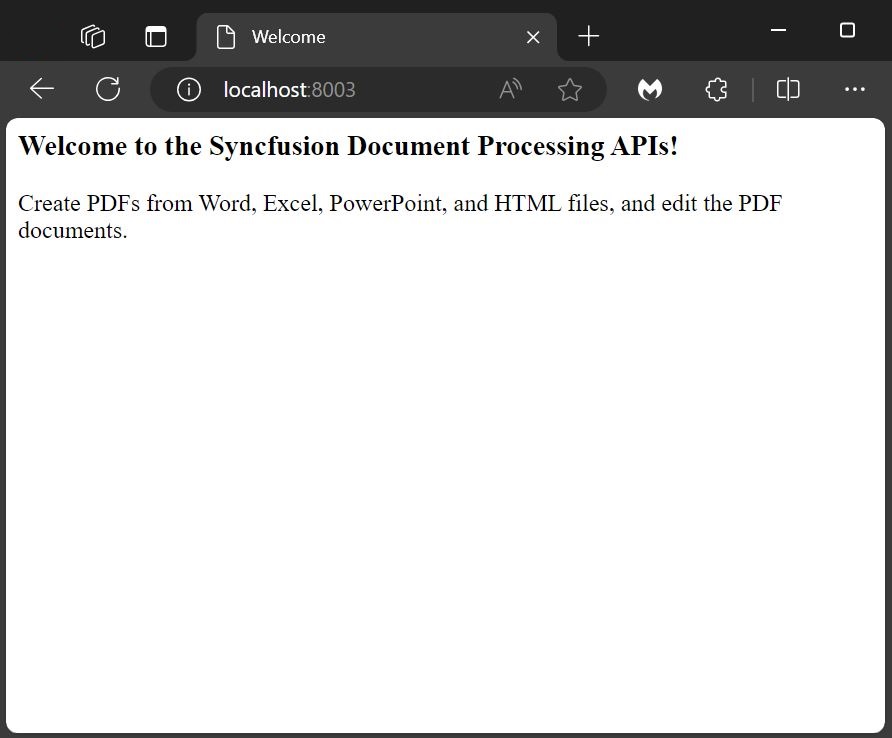 Welcome
localhost:8003
Welcome to the Syncfusion Document Processing APIs!
Create PDFs from Word, Excel, PowerPoint, and HTML files, and edit the PDF
documents.